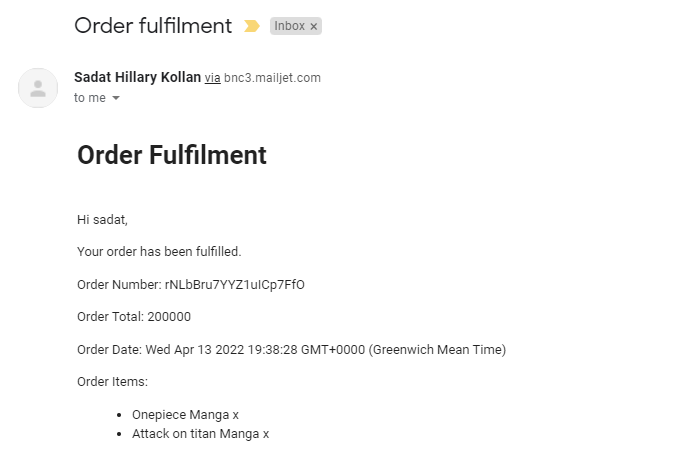 Order fulfilment
Inbox x
Sadat Hillary Kollan via bnc3.mailjet.com
to me
Order Fulfilment
Hi sadat,
Your order has been fulfilled.
Order Number: rNLbBru7YYZ1uICp7FfO
Order Total: 200000
Order Date: Wed Apr 13 2022 19:38:28 GMT+0000 (Greenwich Mean Time)
Order Items:
• Onepiece Manga x
• Attack on titan Manga x